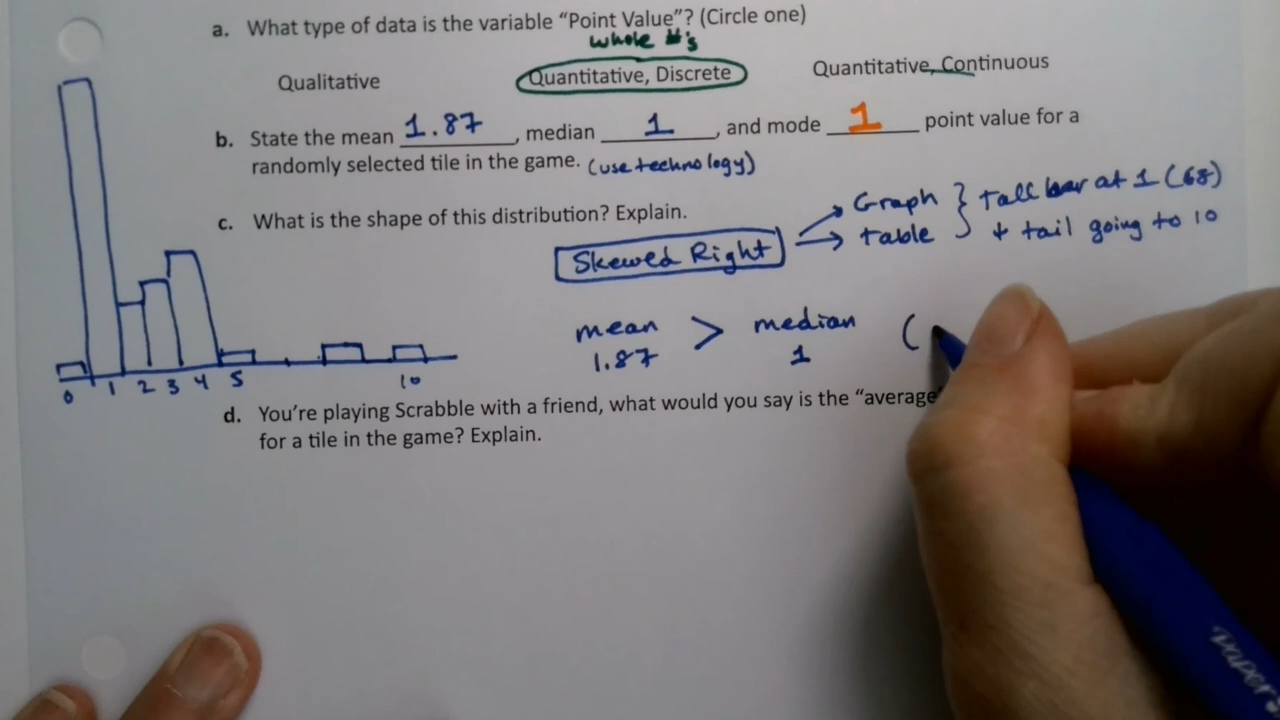 a. What type of data is the variable “Point Value”? (Circle one)
whole #'s
Qualitative Quantitative, Discrete Quantitative, Continuous
b. State the mean 1.87, median 1, and mode 1 point value for a
randomly selected tile in the game. (use technology)
c. What is the shape of this distribution? Explain.
Skewed Right
Graph } tall bar at 1 (68)
table + tail going to 10
mean > median (
1.87 1
0 1 2 3 4 5 10
d. You’re playing Scrabble with a friend, what would you say is the “average
for a tile in the game? Explain.
Paper